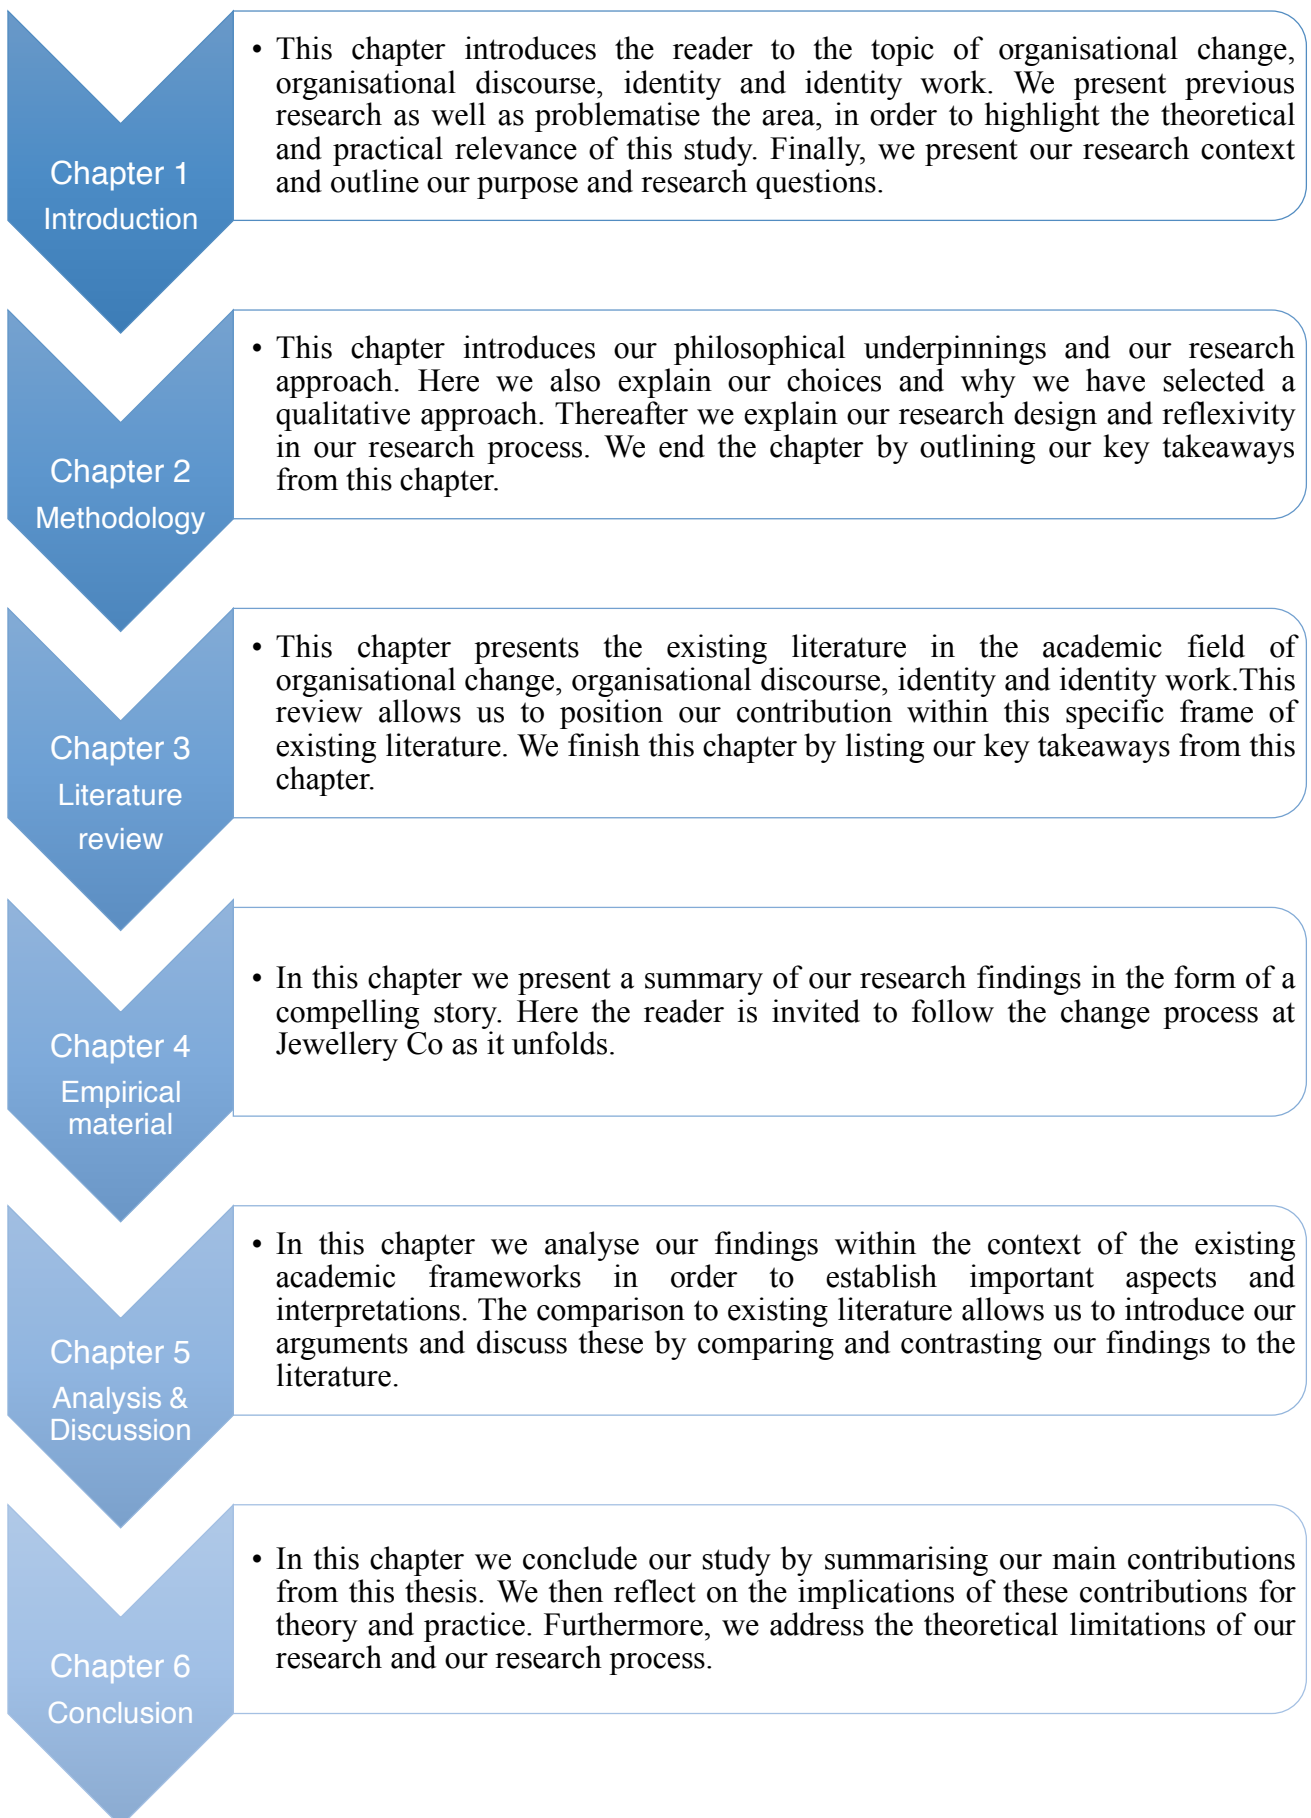 Chapter 1
Introduction
• This chapter introduces the reader to the topic of organisational change,
organisational discourse, identity and identity work. We present previous
research as well as problematise the area, in order to highlight the theoretical
and practical relevance of this study. Finally, we present our research context
and outline our purpose and research questions.
Chapter 2
Methodology
• This chapter introduces our philosophical underpinnings and our research
approach. Here we also explain our choices and why we have selected a
qualitative approach. Thereafter we explain our research design and reflexivity
in our research process. We end the chapter by outlining our key takeaways
from this chapter.
Chapter 3
Literature
review
• This chapter presents the existing literature in the academic field of
organisational change, organisational discourse, identity and identity work.This
review allows us to position our contribution within this specific frame of
existing literature. We finish this chapter by listing our key takeaways from this
chapter.
Chapter 4
Empirical
material
• In this chapter we present a summary of our research findings in the form of a
compelling story. Here the reader is invited to follow the change process at
Jewellery Co as it unfolds.
Chapter 5
Analysis &
Discussion
• In this chapter we analyse our findings within the context of the existing
academic frameworks in order to establish important aspects and
interpretations. The comparison to existing literature allows us to introduce our
arguments and discuss these by comparing and contrasting our findings to the
literature.
Chapter 6
Conclusion
• In this chapter we conclude our study by summarising our main contributions
from this thesis. We then reflect on the implications of these contributions for
theory and practice. Furthermore, we address the theoretical limitations of our
research and our research process.